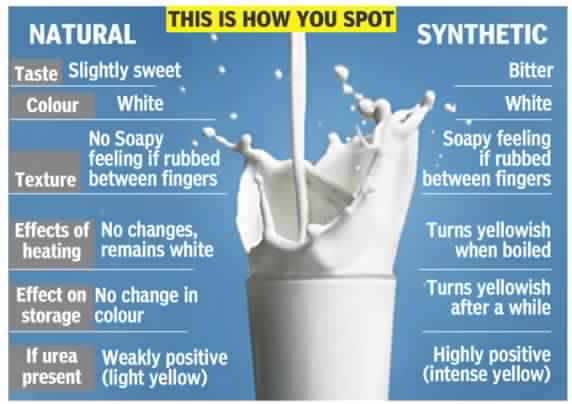 THIS IS HOW YOU SPOT
NATURAL
SYNTHETIC
Taste Slightly sweet
Bitter
Colour White
White
Texture
No Soapy
feeling if rubbed
between fingers
Soapy feeling
if rubbed
between fingers
Effects of
heating
No changes,
remains white
Turns yellowish
when boiled
Effect on
storage
No change in
colour
Turns yellowish
after a while
If urea
present
Weakly positive
(light yellow)
Highly positive
(intense yellow)